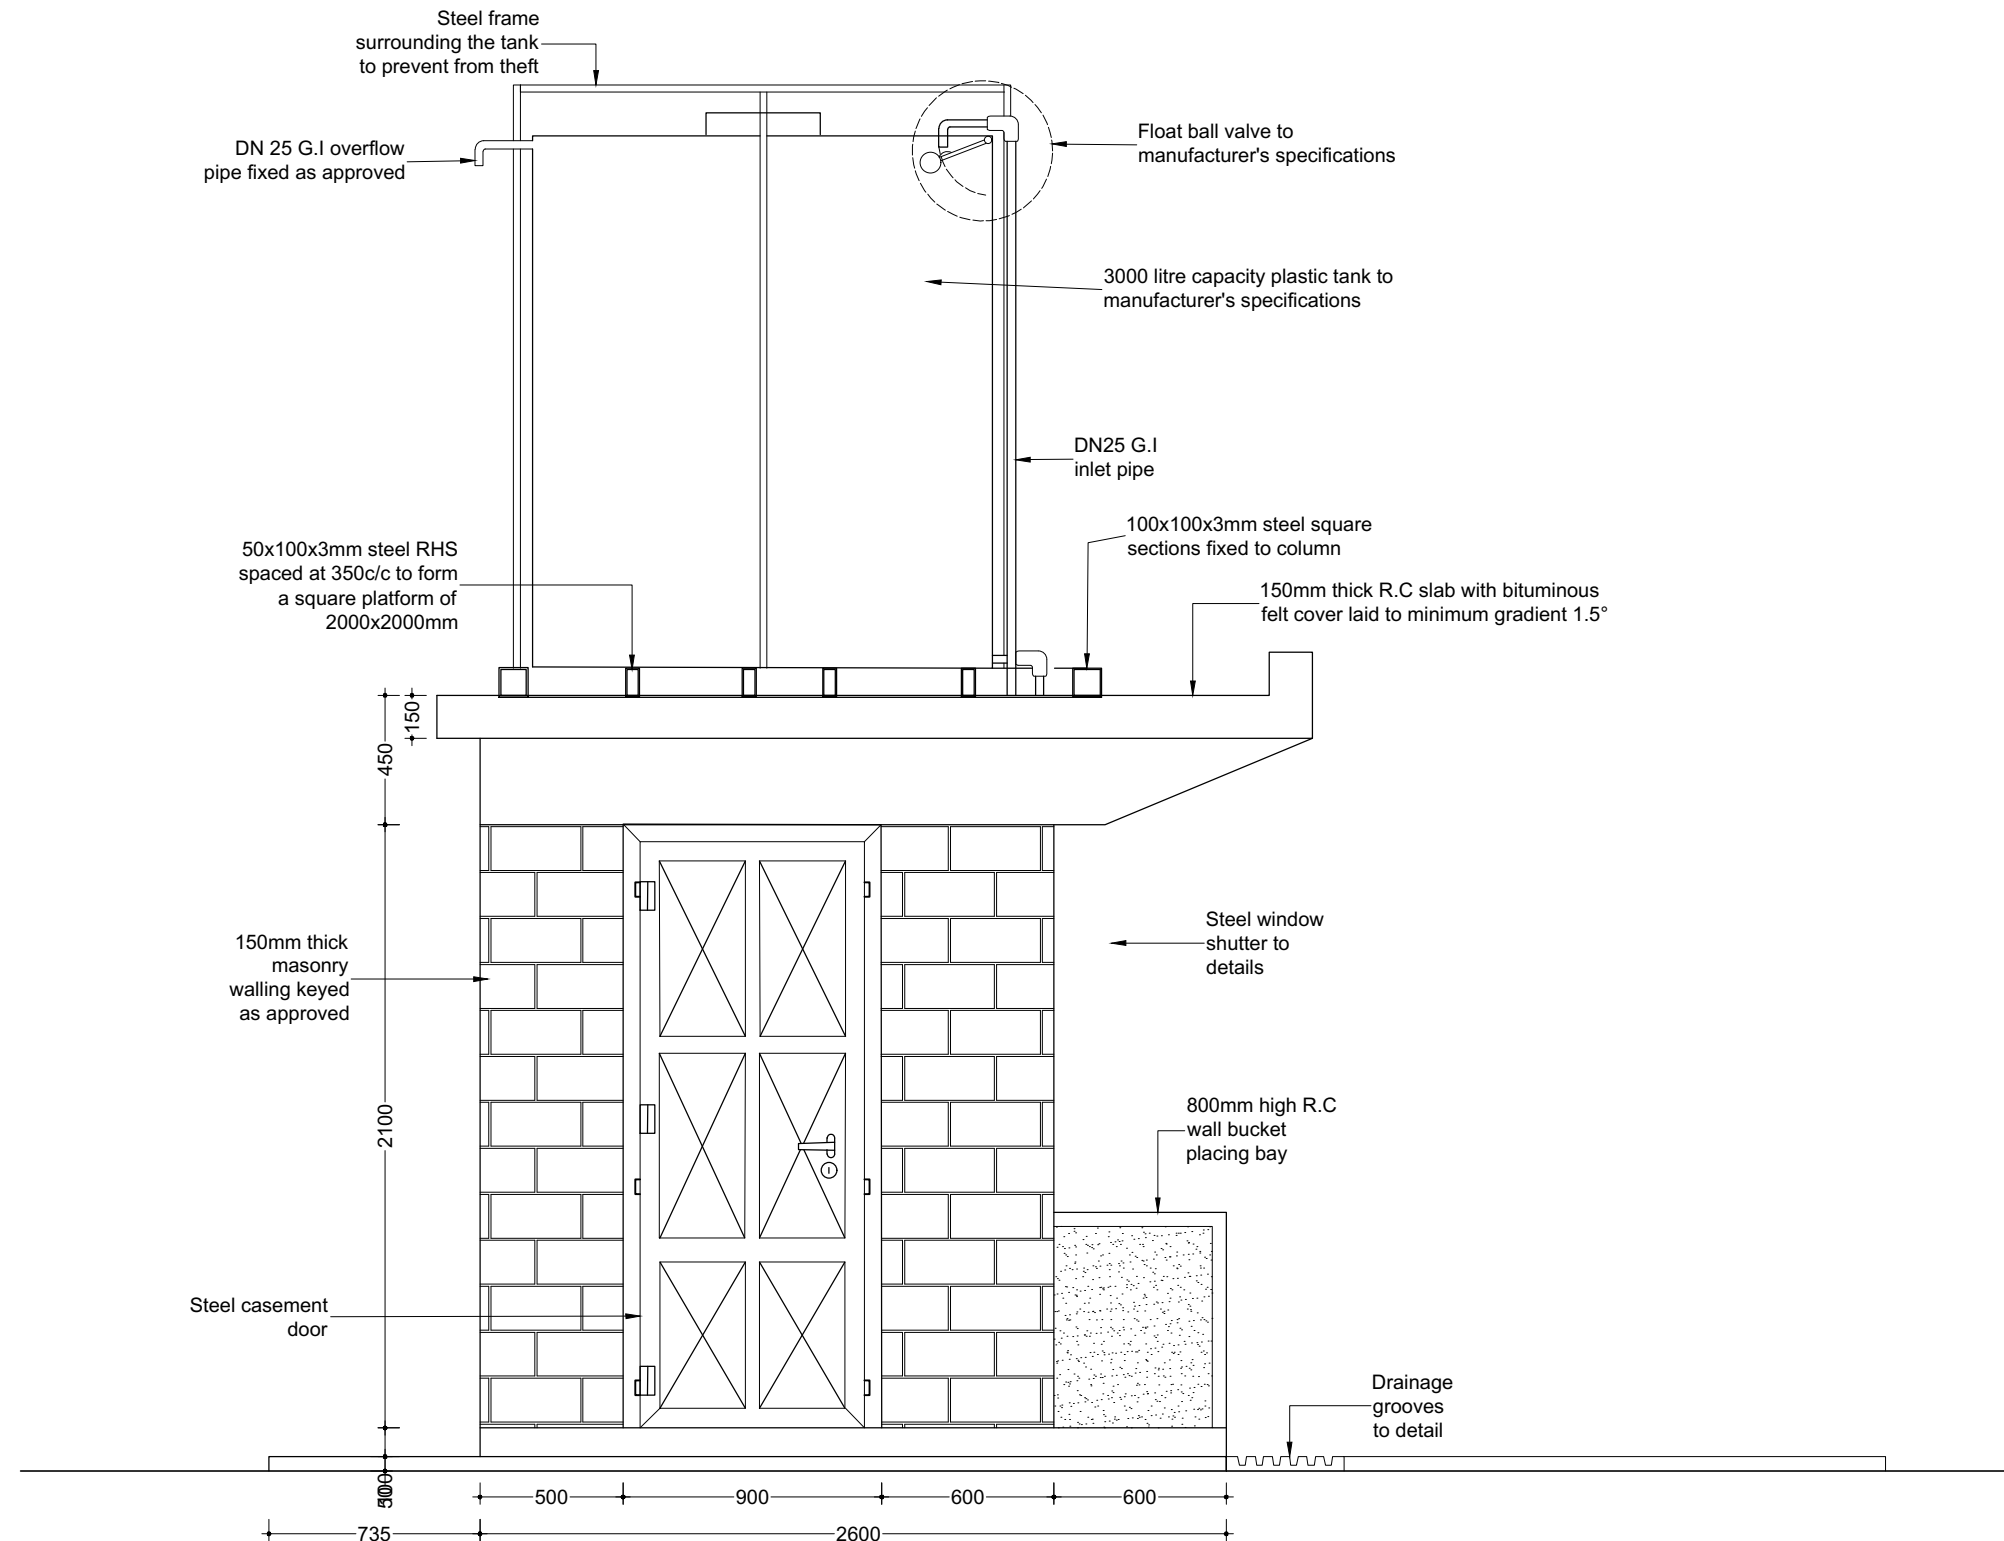 Steel frame
surrounding the tank
to prevent from theft
DN 25 G.I overflow
pipe fixed as approved
Float ball valve to
manufacturer's specifications
3000 litre capacity plastic tank to
manufacturer's specifications
DN25 G.I
inlet pipe
100x100x3mm steel square
sections fixed to column
50x100x3mm steel RHS
spaced at 350c/c to form
a square platform of
2000x2000mm
150mm thick R.C slab with bituminous
felt cover laid to minimum gradient 1.5°
150
450
Steel window
shutter to
details
150mm thick
masonry
walling keyed
as approved
2100
800mm high R.C
wall bucket
placing bay
Steel casement
door
Drainage
grooves
to detail
500
900
600
600
735
2600